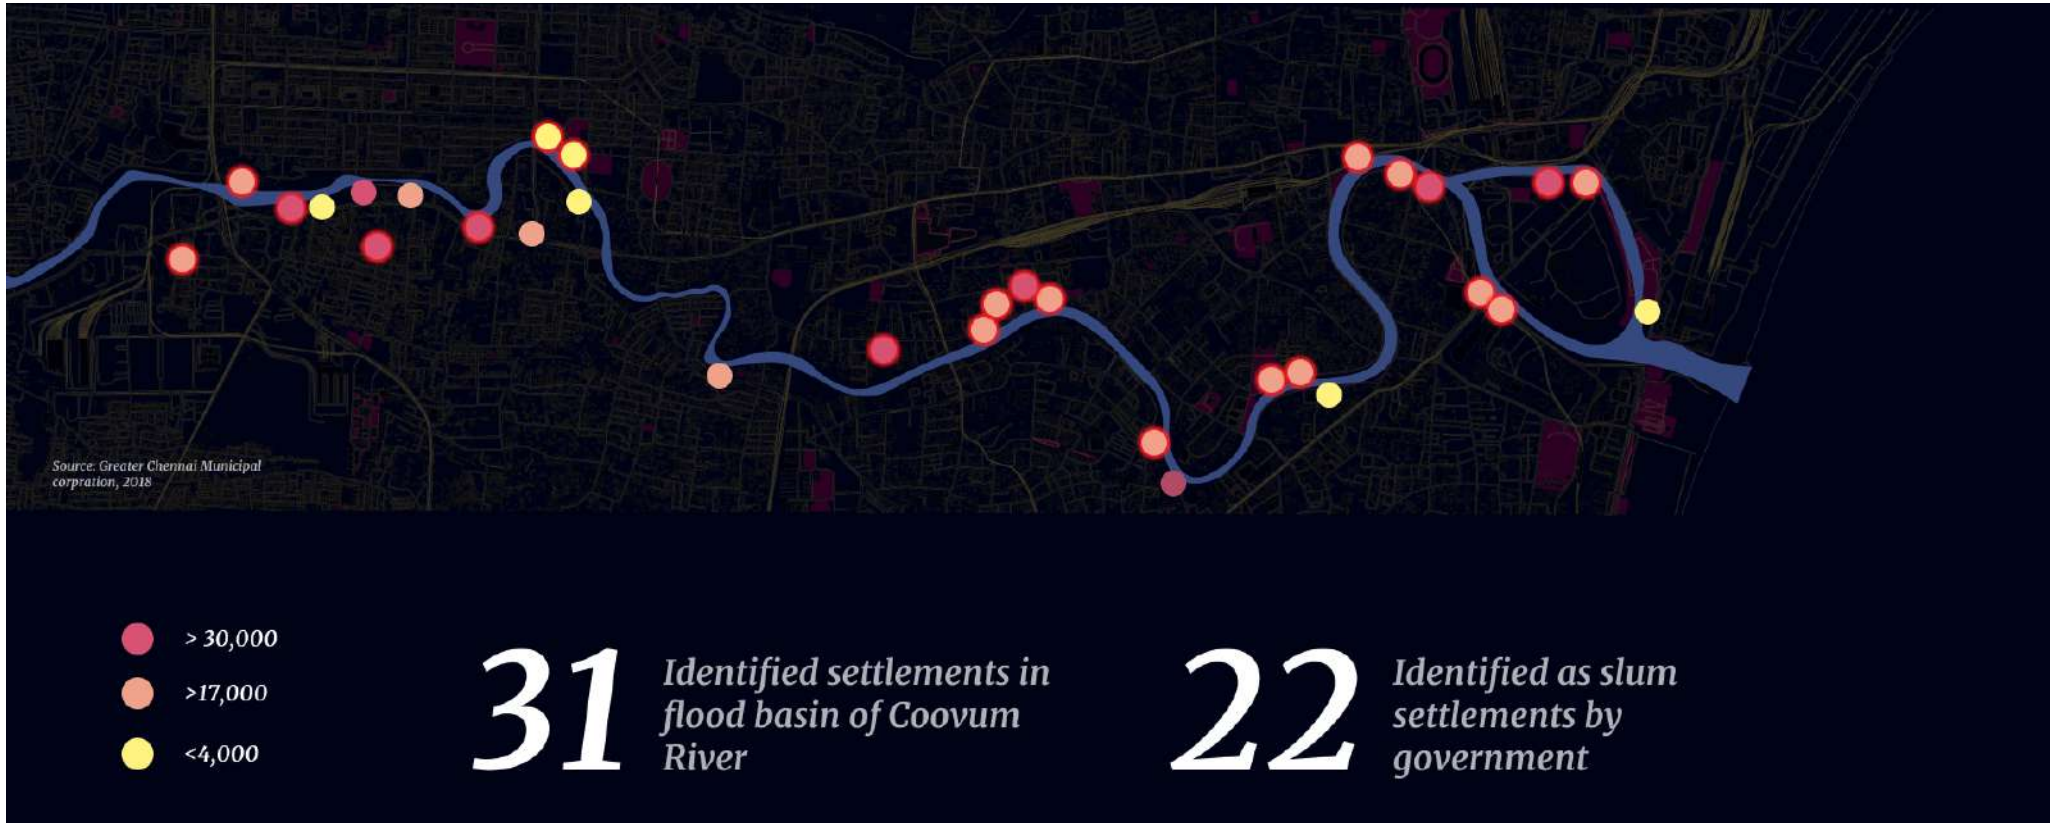 Source: Greater Chennai Municipal
corpration, 2018
> 30,000
>17,000
<4,000
31
Identified settlements in
flood basin of Coovum
River
22
Identified as slum
settlements by
government